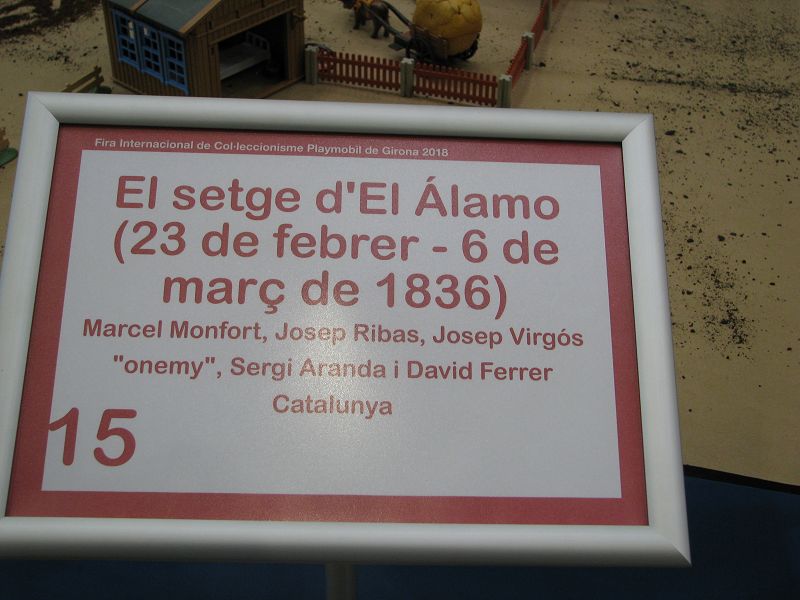 Fira Internacional de Col·leccionisme Playmobil de Girona 2018
El setge d'El Álamo
(23 de febrer - 6 de
març de 1836)
Marcel Monfort, Josep Ribas, Josep Virgós
"onemy", Sergi Aranda i David Ferrer
Catalunya
15